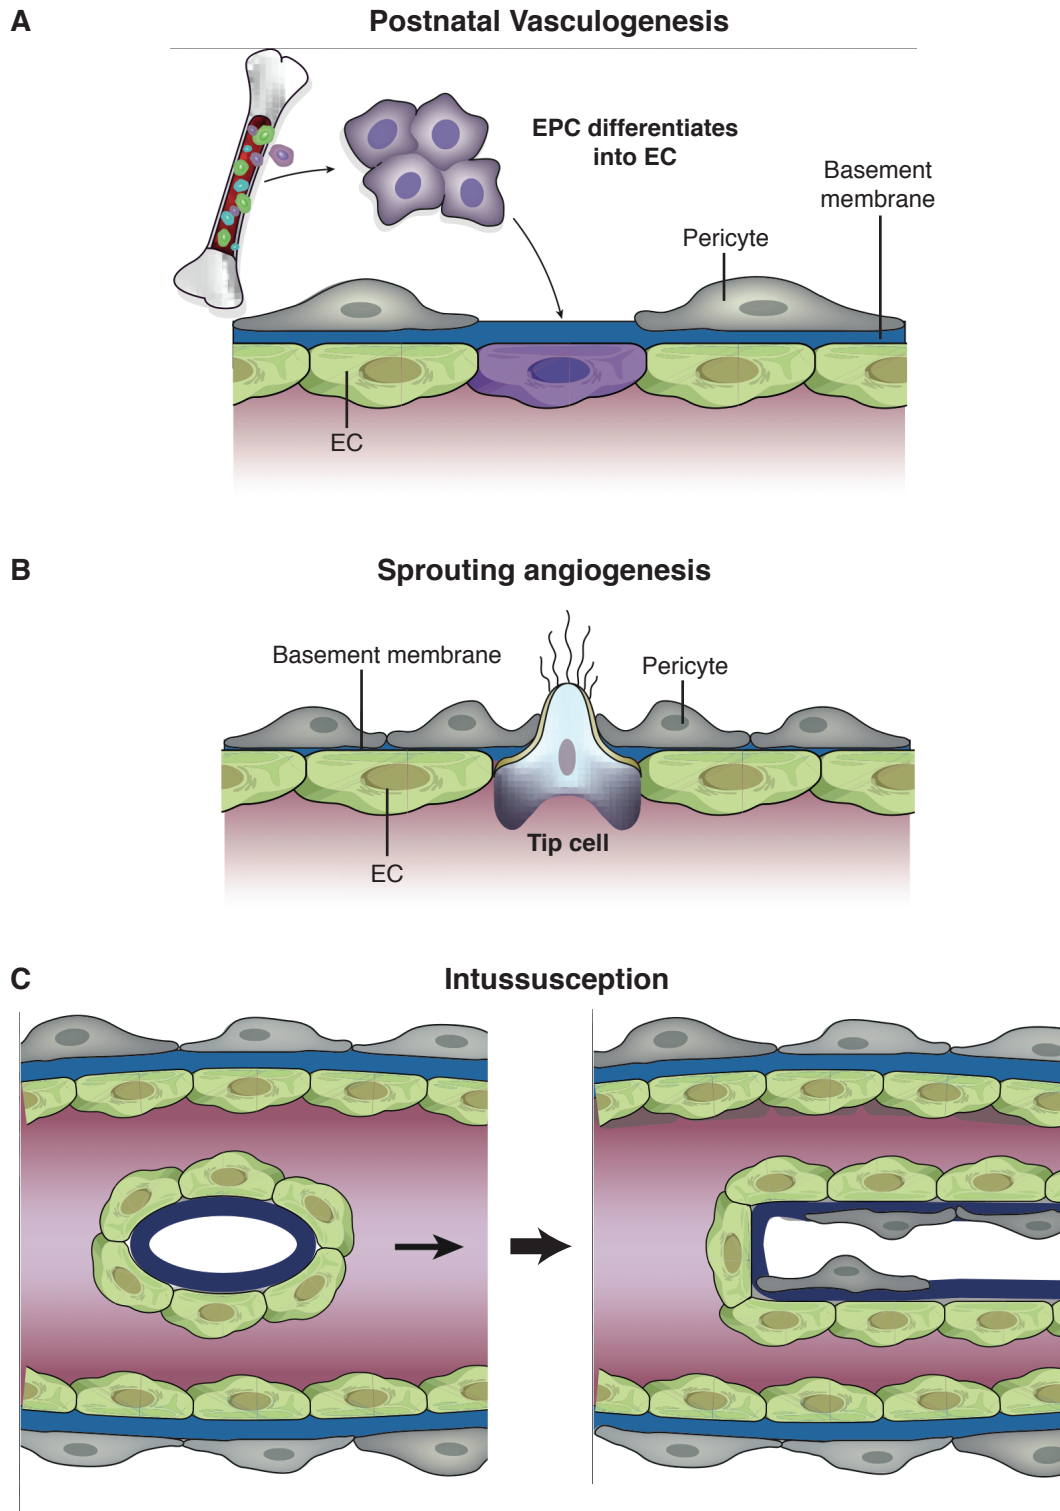 A
Postnatal Vasculogenesis
EPC differentiates
into EC
Basement
membrane
Pericyte
EC
B
Sprouting angiogenesis
Basement membrane
Pericyte
Tip cell
EC
C
Intussusception